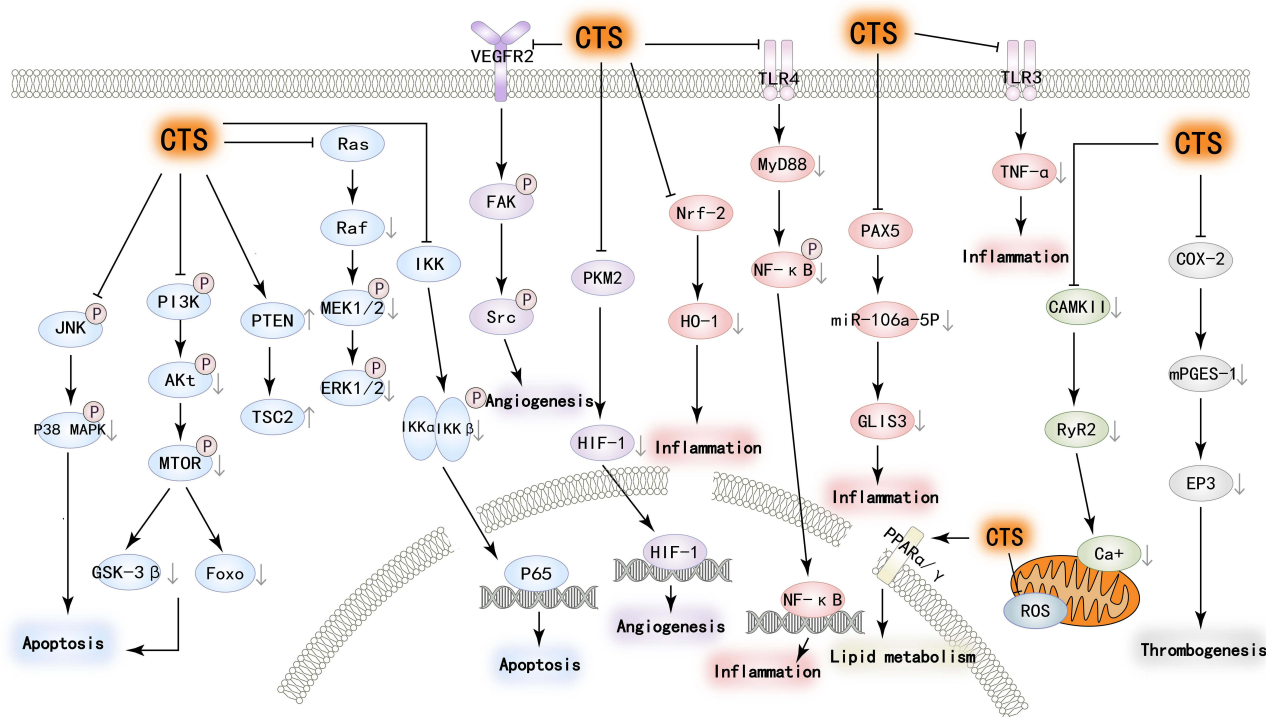 CTS
CTS
VEGFR2
TLR4
TLR3
CTS
CTS
Ras
MyD88
TNF-α
FAK
P
Nrf-2
Raf
PAX5
NF-κB
P
Inflammation
COX-2
IKK
PKM2
PI3K
P
JNK
P
PTEN
MEK1/2
P
Src
P
HO-1
miR-106a-5P
CAMKII
AKt
P
ERK1/2
P
mPGES-1
Angiogenesis
TSC2
P38 MAPK
P
IKKα
IKKβ
P
HIF-1
Inflammation
GLIS3
RyR2
MTOR
P
EP3
Inflammation
CTS
PPARα/γ
HIF-1
Ca+
GSK-3β
Foxo
P65
NF-κB
ROS
Angiogenesis
Apoptosis
Thrombogenesis
Apoptosis
Inflammation
Lipid metabolism